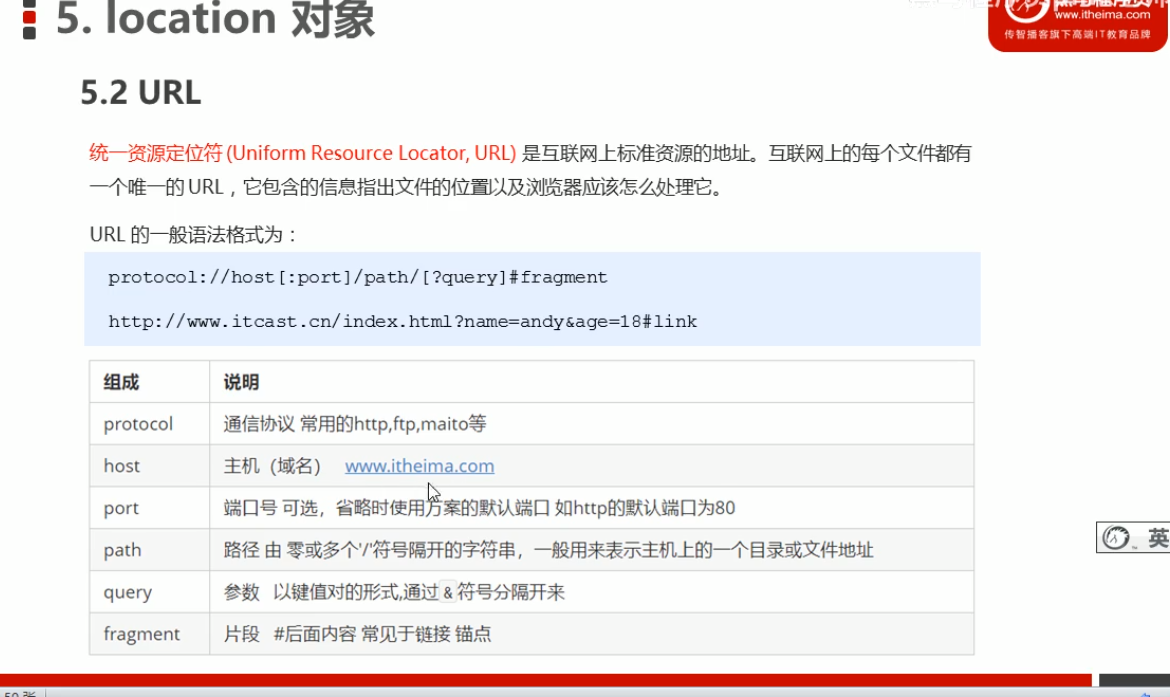 5. location 对象
www.itheima.com
传智播客旗下高端IT教育品牌
5.2 URL
统一资源定位符 (Uniform Resource Locator, URL) 是互联网上标准资源的地址。互联网上的每个文件都有
一个唯一的 URL，它包含的信息指出文件的位置以及浏览器应该怎么处理它。
URL 的一般语法格式为：
protocol://host[:port]/path/[?query]#fragment
http://www.itcast.cn/index.html?name=andy&age=18#link
组成 说明
protocol 通信协议 常用的http,ftp,maito等
host 主机（域名） www.itheima.com
port 端口号 可选，省略时使用方案的默认端口 如http的默认端口为80
path 路径 由 零或多个'/'符号隔开的字符串，一般用来表示主机上的一个目录或文件地址
query 参数 以键值对的形式,通过&符号分隔开来
fragment 片段 #后面内容 常见于链接 锚点
英